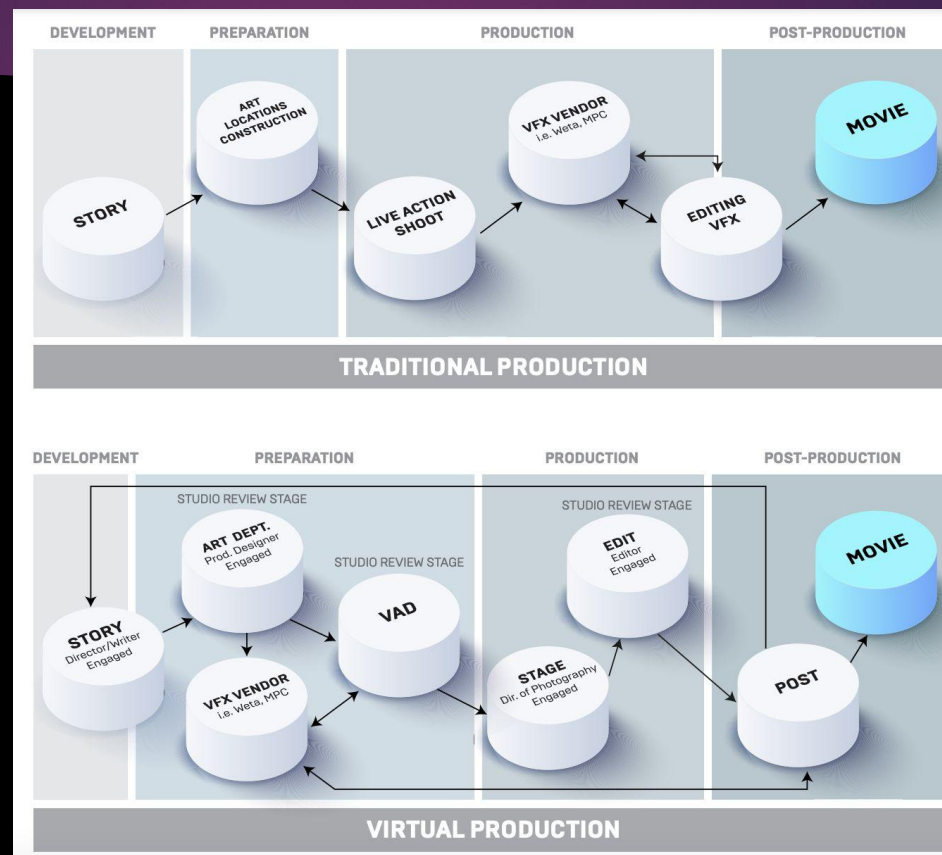 DEVELOPMENT
PREPARATION
PRODUCTION
POST-PRODUCTION
STORY
ART
LOCATIONS
CONSTRUCTION
LIVE ACTION
SHOOT
VFX VENDOR
i.e. Weta, MPC
EDITING
VFX
MOVIE
TRADITIONAL PRODUCTION
DEVELOPMENT
PREPARATION
PRODUCTION
POST-PRODUCTION
STORY
Director/Writer
Engaged
STUDIO REVIEW STAGE
ART DEPT.
Prod. Designer
Engaged
VFX VENDOR
i.e. Weta, MPC
STUDIO REVIEW STAGE
VAD
STAGE
Dir. of Photography
Engaged
STUDIO REVIEW STAGE
EDIT
Editor
Engaged
POST
MOVIE
VIRTUAL PRODUCTION